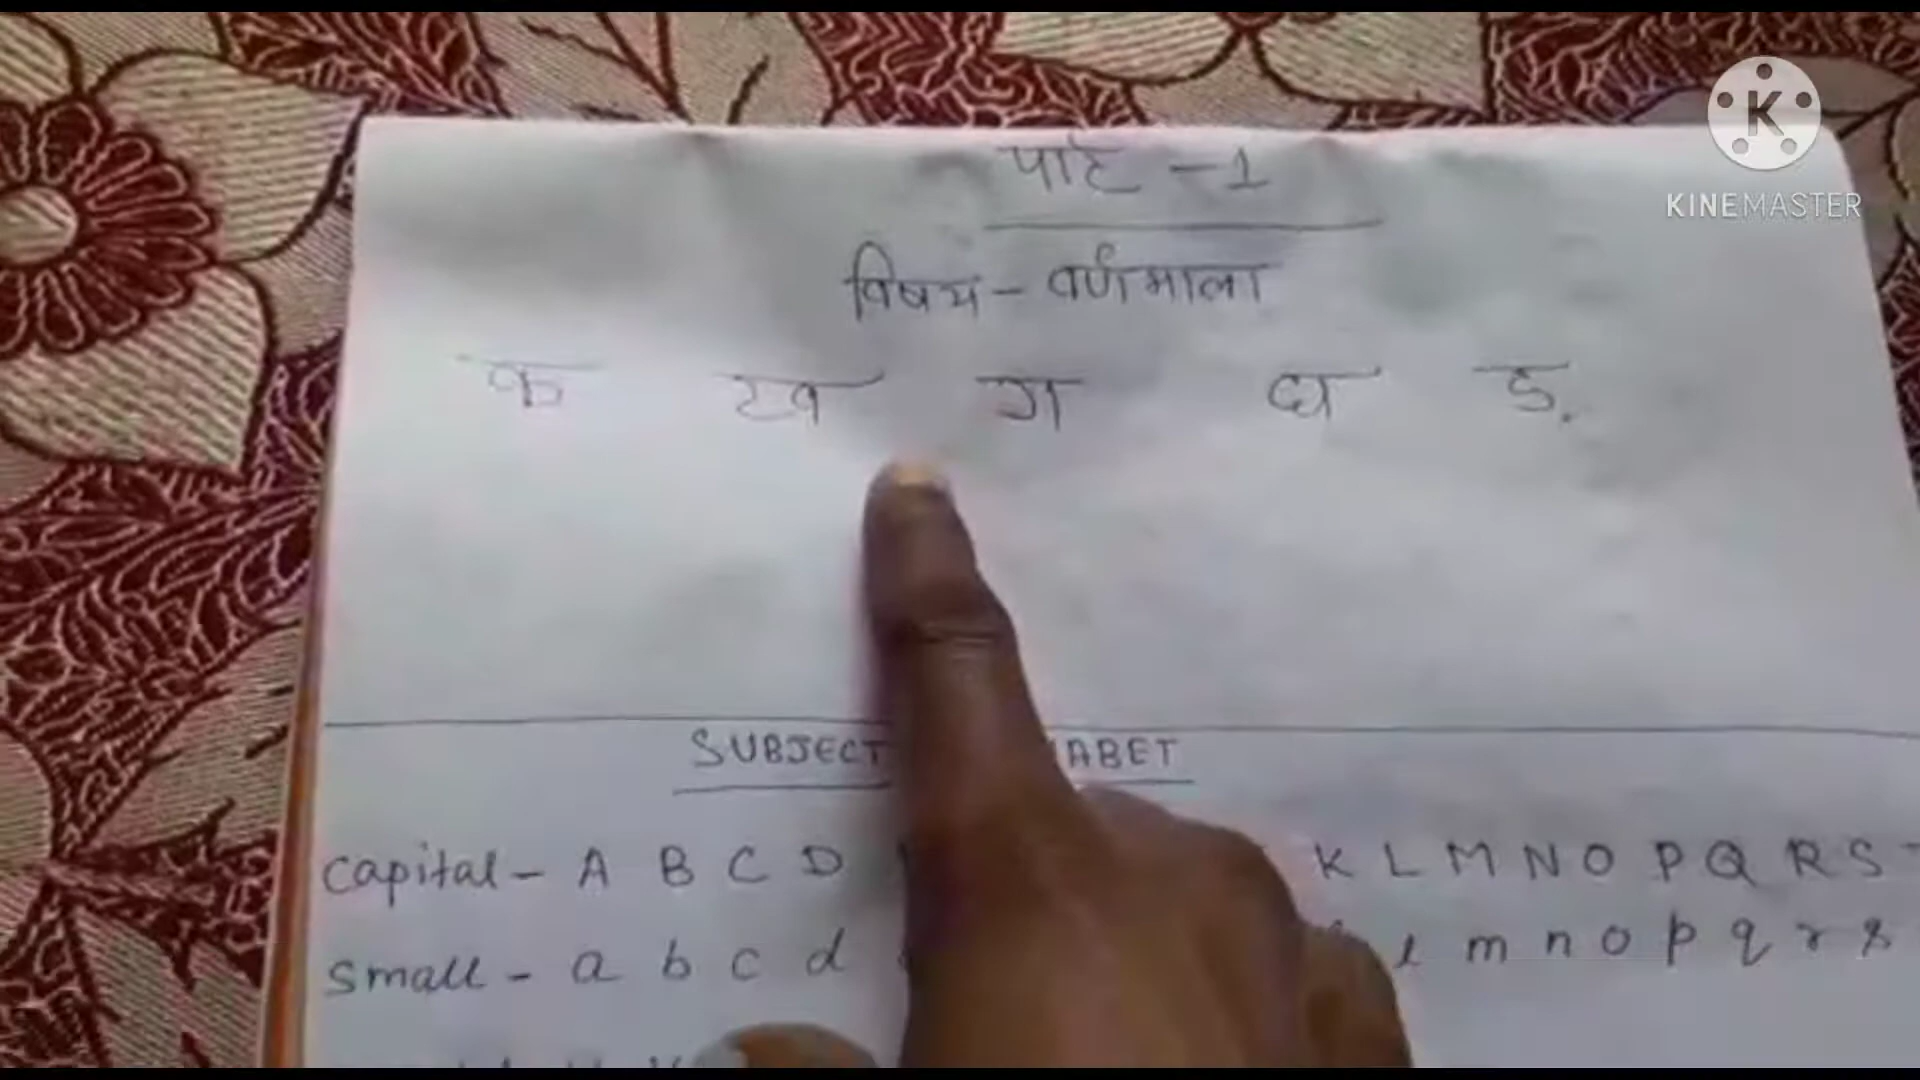 पाठ - 1
विषय - वर्णमाला
क ख ग घ ङ
SUBJECT ABET
Capital - A B C D K L M N O P Q R S
Small - a b c d l m n o p q r s
KINEMASTER